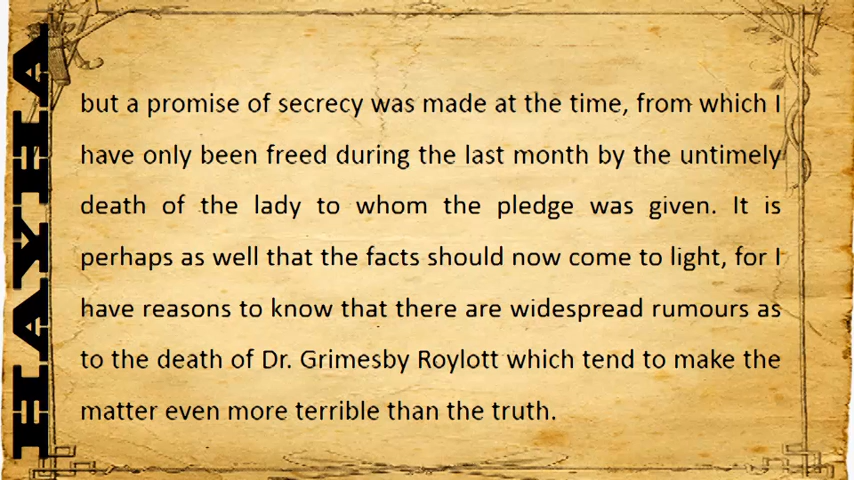 but a promise of secrecy was made at the time, from which I
have only been freed during the last month by the untimely
death of the lady to whom the pledge was given. It is
perhaps as well that the facts should now come to light, for I
have reasons to know that there are widespread rumours as
to the death of Dr. Grimesby Roylott which tend to make the
matter even more terrible than the truth.
HAYHA